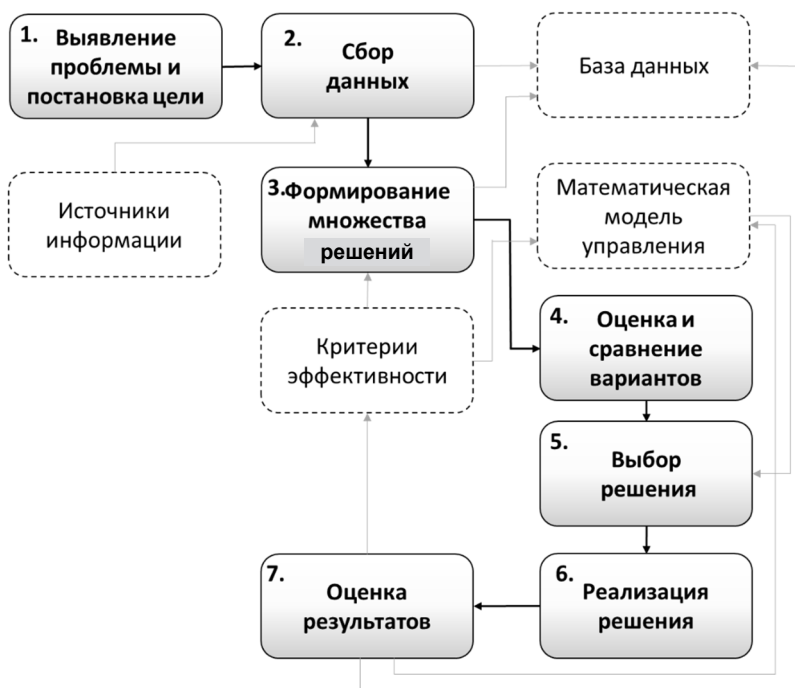 1. Выявление
проблемы и
постановка цели
2. Сбор
данных
База данных
Источники
информации
3. Формирование
множества
решений
Математическая
модель
управления
4. Оценка и
сравнение
вариантов
Критерии
эффективности
5. Выбор
решения
6. Реализация
решения
7. Оценка
результатов